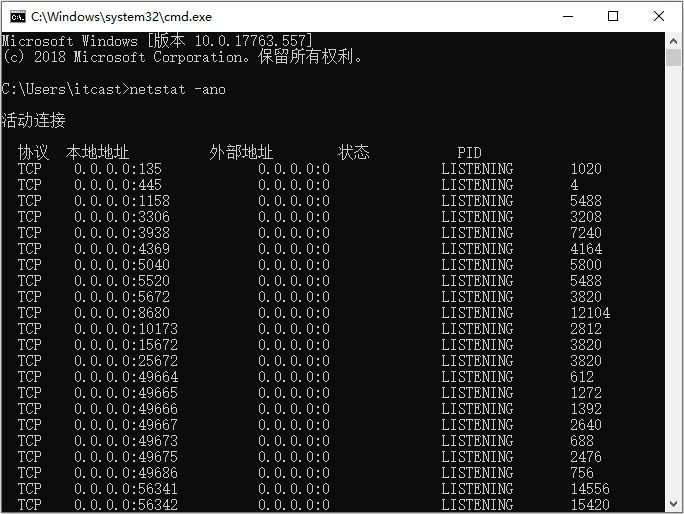 C:\Windows\system32\cmd.exe
Microsoft Windows [版本 10.0.17763.557]
(c) 2018 Microsoft Corporation。保留所有权利。
C:\Users\itcast>netstat -ano
活动连接
协议 本地地址 外部地址 状态 PID
TCP 0.0.0.0:135 0.0.0.0:0 LISTENING 1020
TCP 0.0.0.0:445 0.0.0.0:0 LISTENING 4
TCP 0.0.0.0:1158 0.0.0.0:0 LISTENING 5488
TCP 0.0.0.0:3306 0.0.0.0:0 LISTENING 3208
TCP 0.0.0.0:3938 0.0.0.0:0 LISTENING 7240
TCP 0.0.0.0:4369 0.0.0.0:0 LISTENING 4164
TCP 0.0.0.0:5040 0.0.0.0:0 LISTENING 5800
TCP 0.0.0.0:5520 0.0.0.0:0 LISTENING 5488
TCP 0.0.0.0:5672 0.0.0.0:0 LISTENING 3820
TCP 0.0.0.0:8680 0.0.0.0:0 LISTENING 12104
TCP 0.0.0.0:10173 0.0.0.0:0 LISTENING 2812
TCP 0.0.0.0:15672 0.0.0.0:0 LISTENING 3820
TCP 0.0.0.0:25672 0.0.0.0:0 LISTENING 3820
TCP 0.0.0.0:49664 0.0.0.0:0 LISTENING 612
TCP 0.0.0.0:49665 0.0.0.0:0 LISTENING 1272
TCP 0.0.0.0:49666 0.0.0.0:0 LISTENING 1392
TCP 0.0.0.0:49667 0.0.0.0:0 LISTENING 2640
TCP 0.0.0.0:49673 0.0.0.0:0 LISTENING 688
TCP 0.0.0.0:49675 0.0.0.0:0 LISTENING 2476
TCP 0.0.0.0:49686 0.0.0.0:0 LISTENING 756
TCP 0.0.0.0:56341 0.0.0.0:0 LISTENING 14556
TCP 0.0.0.0:56342 0.0.0.0:0 LISTENING 15420